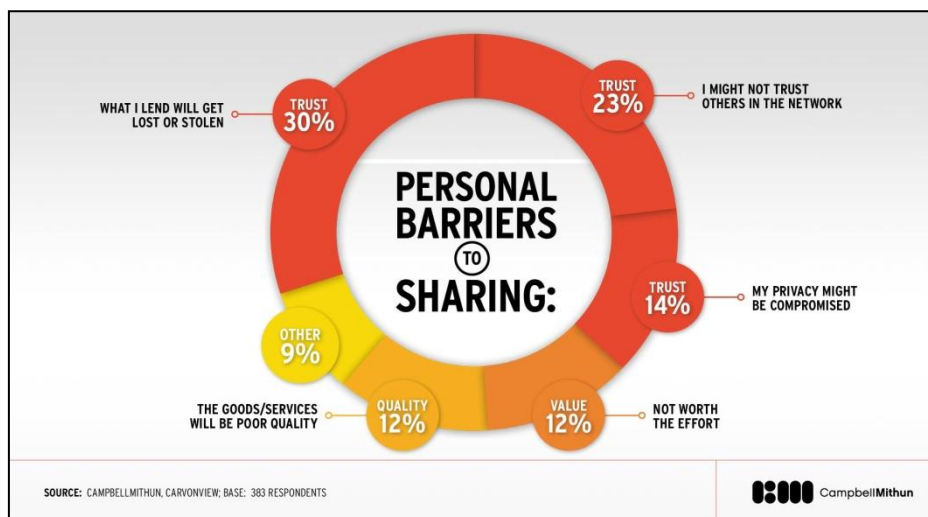 PERSONAL
BARRIERS
TO
SHARING:
TRUST
30%
WHAT I LEND WILL GET
LOST OR STOLEN
TRUST
23%
I MIGHT NOT TRUST
OTHERS IN THE NETWORK
TRUST
14%
MY PRIVACY MIGHT
BE COMPROMISED
VALUE
12%
NOT WORTH
THE EFFORT
QUALITY
12%
THE GOODS/SERVICES
WILL BE POOR QUALITY
OTHER
9%
SOURCE: CAMPBELLMITHUN, CARVONVIEW; BASE: 383 RESPONDENTS
CampbellMithun